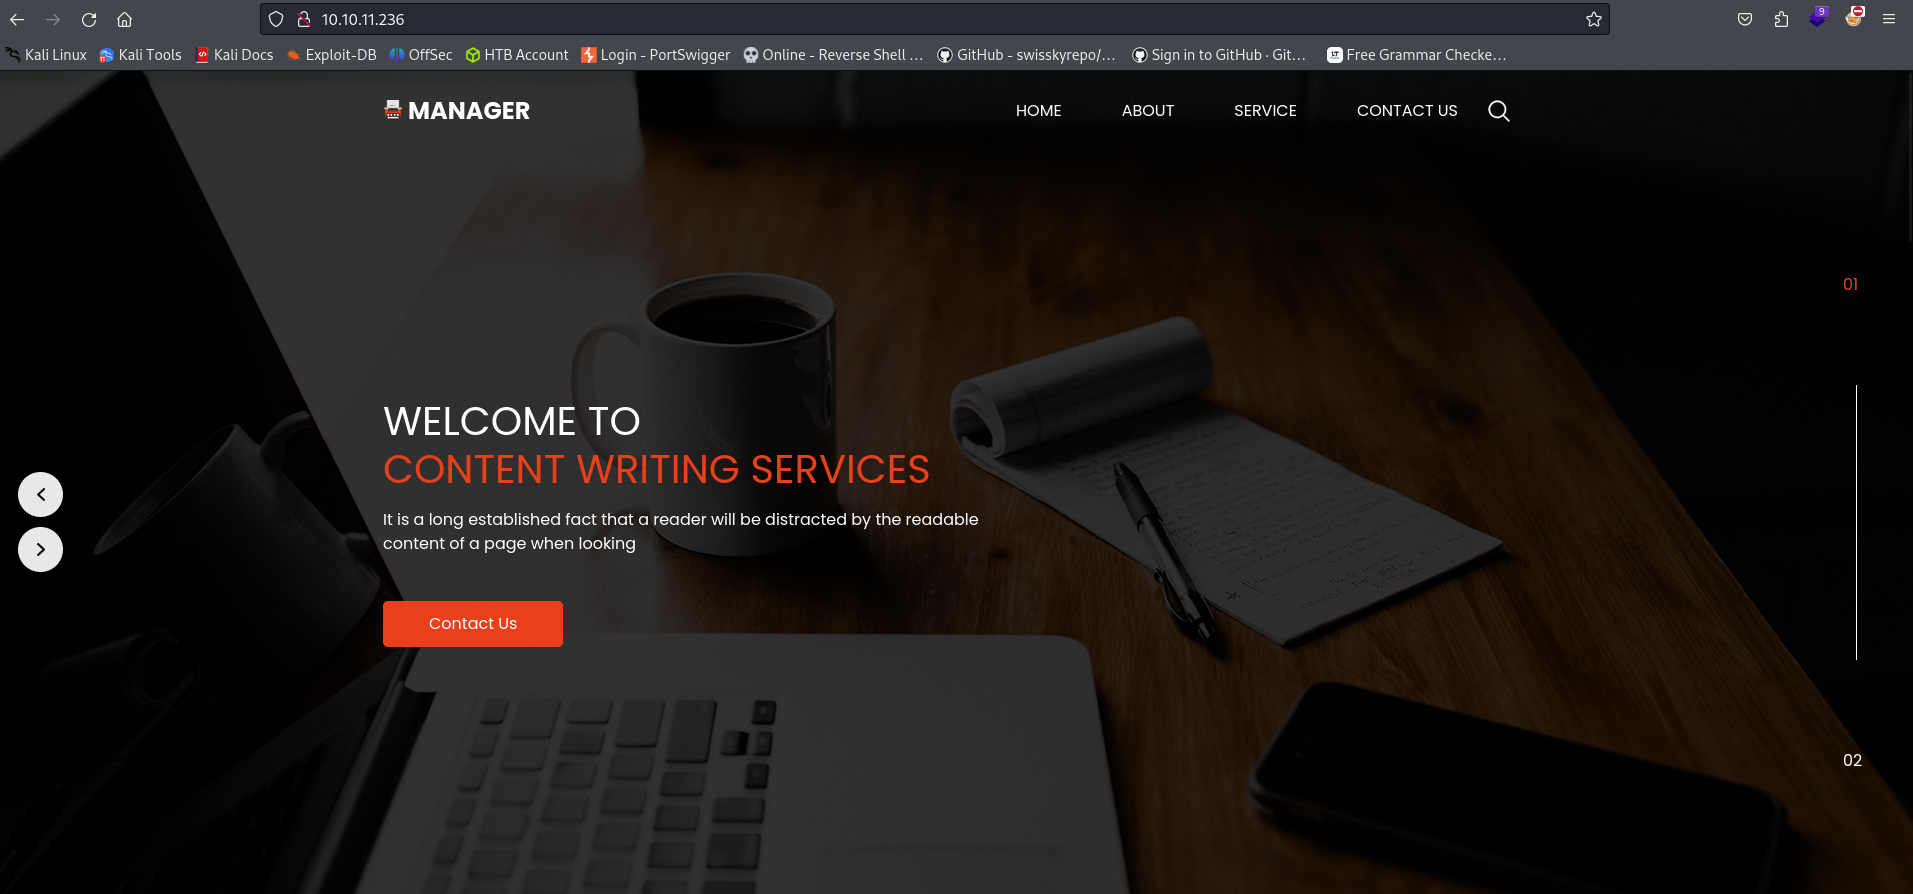 10.10.11.236
9
Kali Linux Kali Tools Kali Docs Exploit-DB OffSec HTB Account Login - PortSwigger Online - Reverse Shell ... GitHub - swisskyrepo/... Sign in to GitHub · Git... LT Free Grammar Checke...
MANAGER HOME ABOUT SERVICE CONTACT US
01
WELCOME TO
CONTENT WRITING SERVICES
It is a long established fact that a reader will be distracted by the readable
content of a page when looking
Contact Us
02